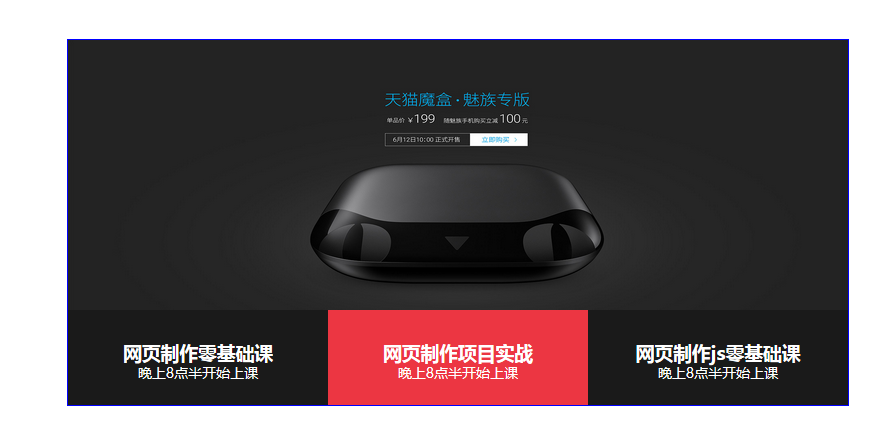 天猫魔盒·魅族专版
单品价 ¥199 随魅族手机购买立减 100 元
6月12日10:00 正式开售 立即购买 >
网页制作零基础课 网页制作项目实战 网页制作js零基础课
晚上8点半开始上课 晚上8点半开始上课 晚上8点半开始上课